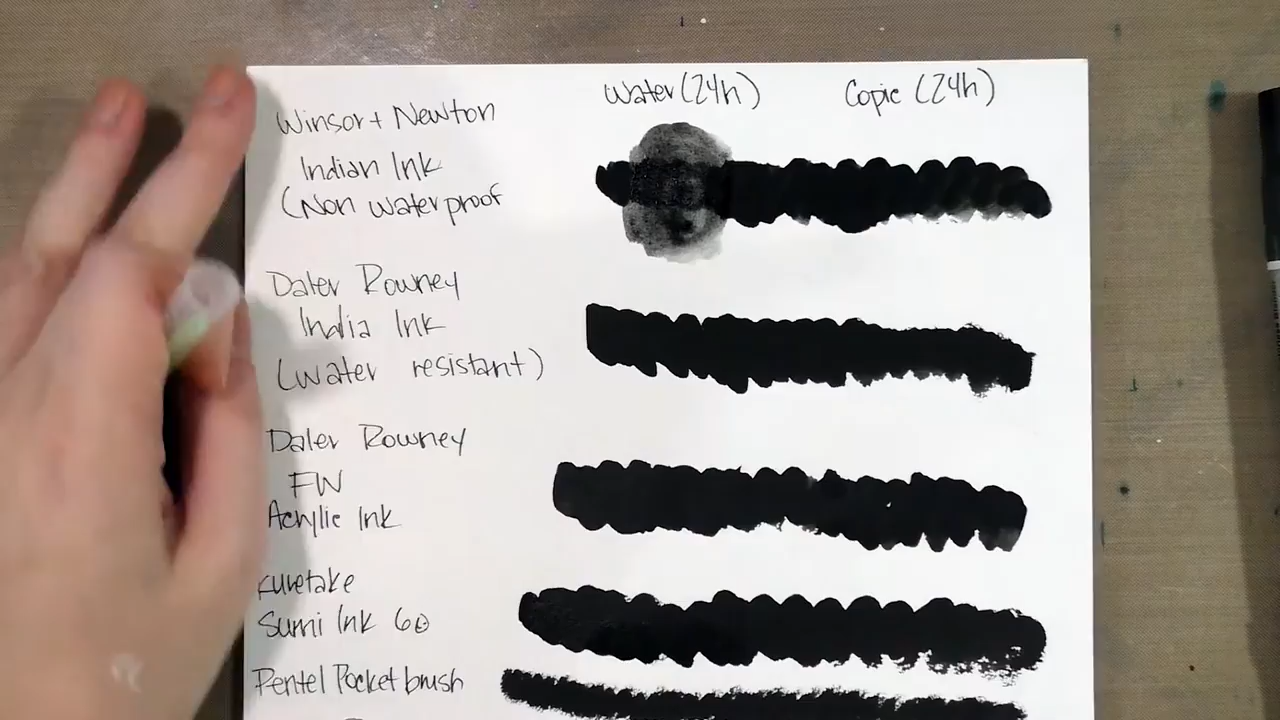 Water (24h) Copic (24h)
Winsor + Newton
Indian Ink
(Non waterproof
Daler Rowney
India Ink
(water resistant)
Daler Rowney
FW
Acrylic Ink
Kuretake
Sumi Ink 60
Pentel Pocket brush